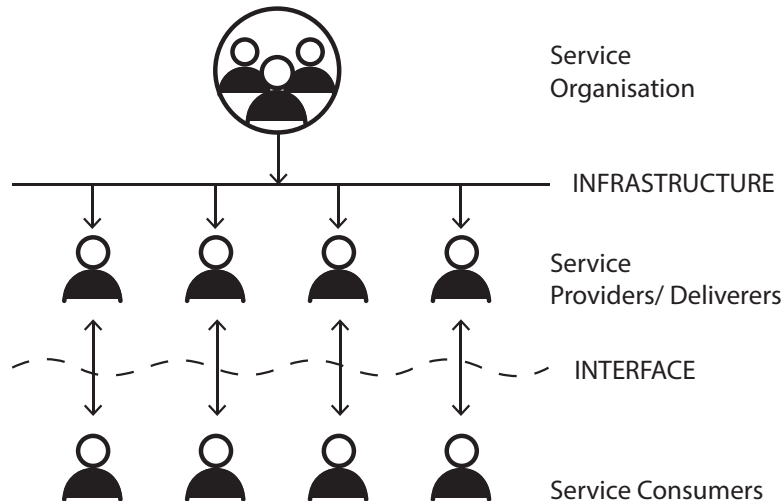 Service
Organisation
INFRASTRUCTURE
Service
Providers/ Deliverers
INTERFACE
Service Consumers